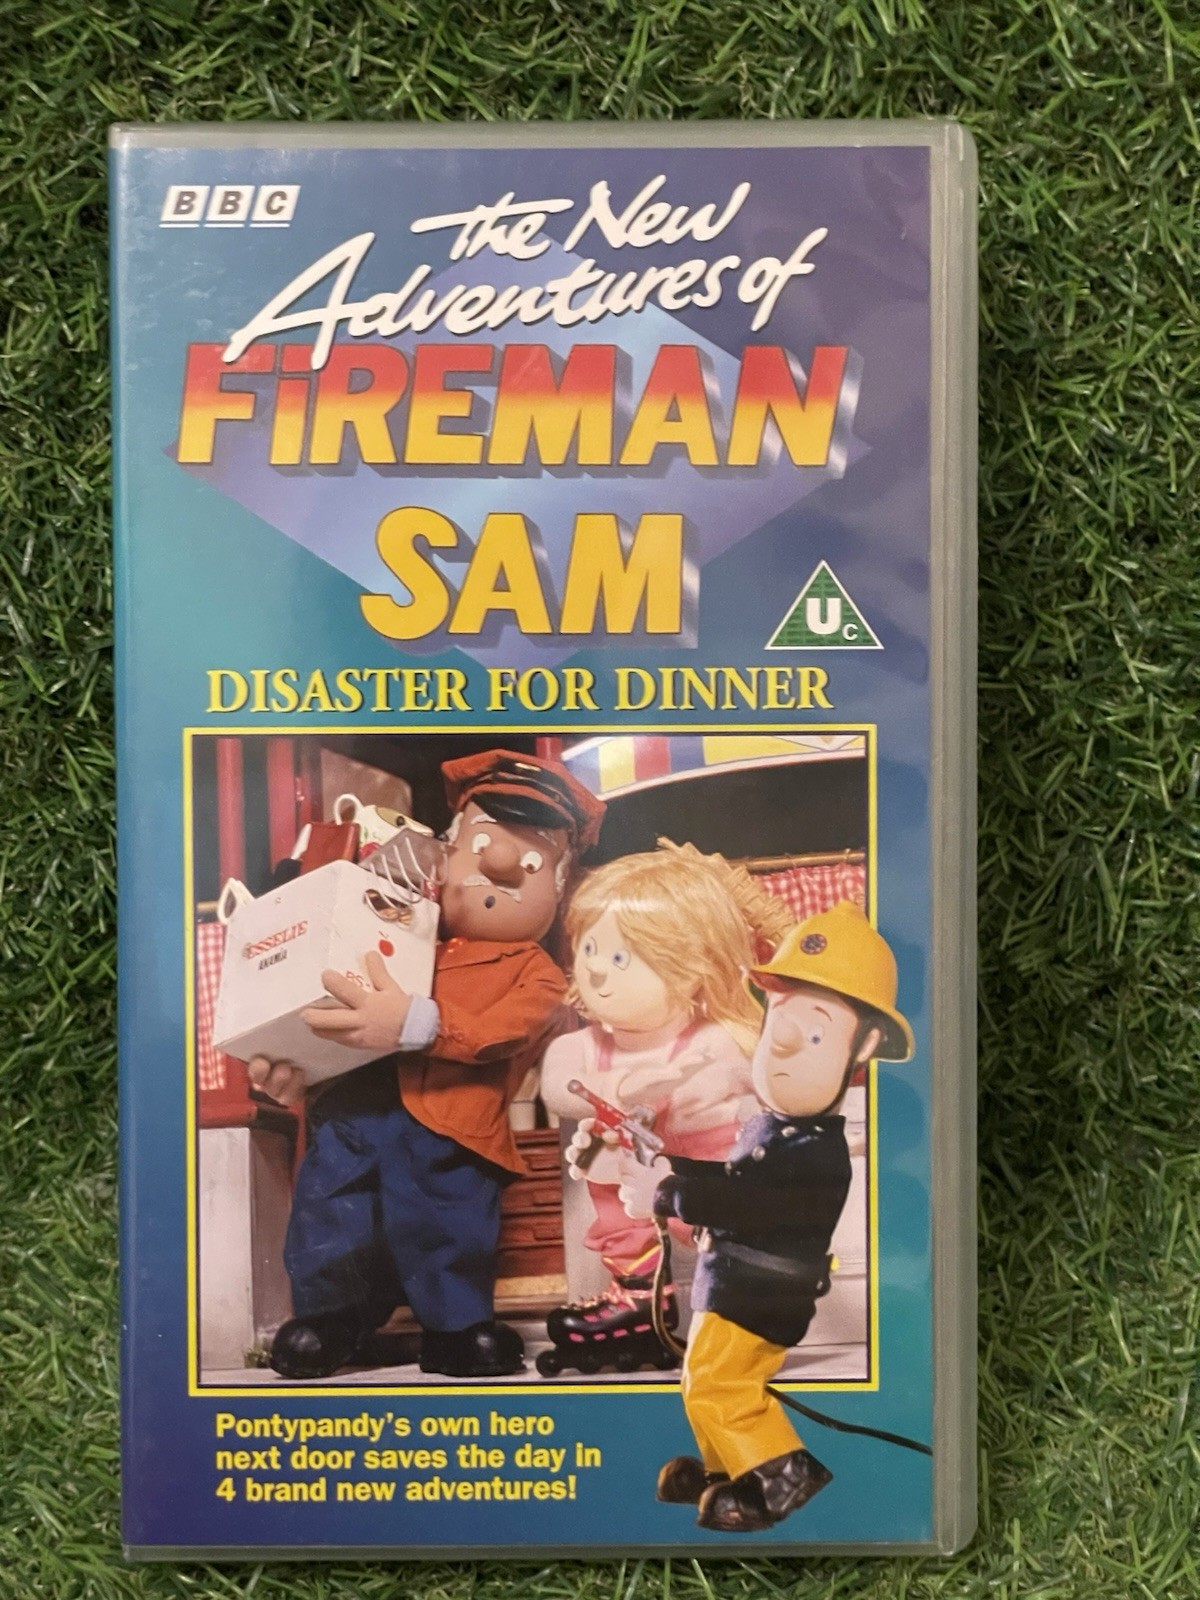 BBC
The New
Adventures of
FiREMAN
SAM
Uc
DISASTER FOR DINNER
ESSELIE
Pontypandy's own hero
next door saves the day in
4 brand new adventures!